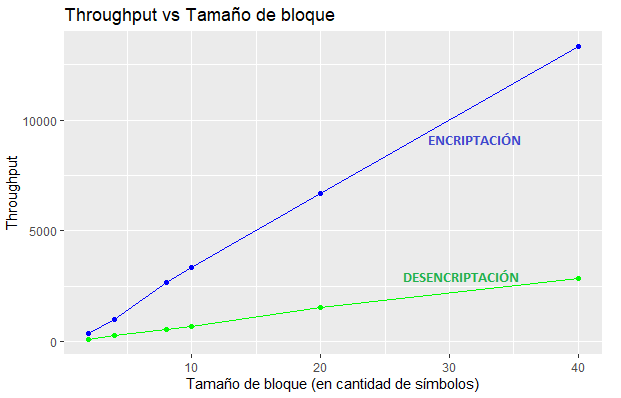 Throughput vs Tamaño de bloque
Throughput
10000
5000
0
ENCRIPTACIÓN
DESENCRIPTACIÓN
10
20
30
40
Tamaño de bloque (en cantidad de símbolos)